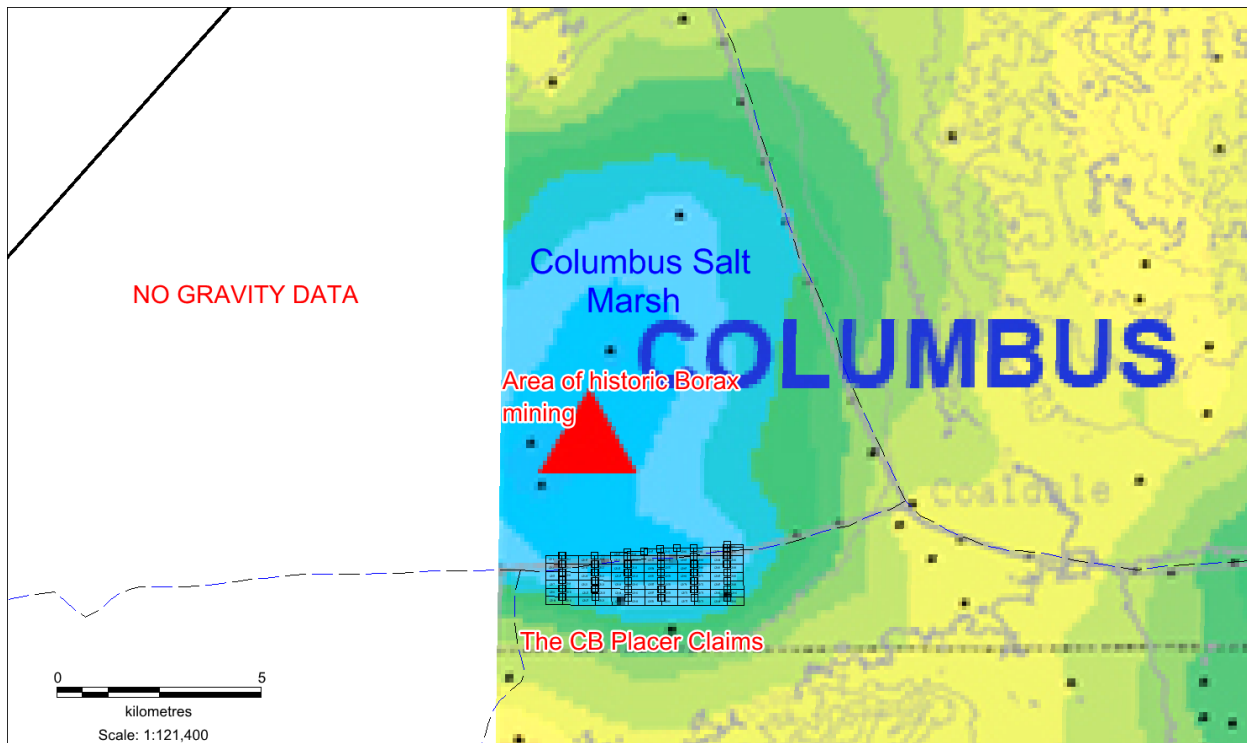 NO GRAVITY DATA
Columbus Salt
Marsh
COLUMBUS
Area of historic Borax
mining
Coaldale
The CB Placer Claims
0 5
kilometres
Scale: 1:121,400